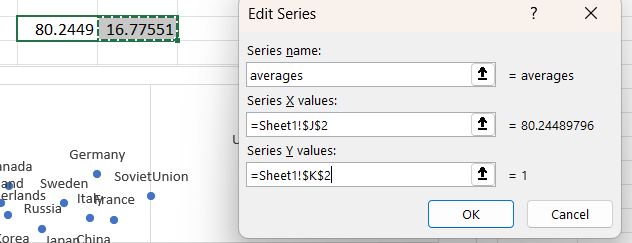 80.2449 16.77551
Edit Series
?
Series name:
averages
= averages
Series X values:
=Sheet1!$J$2
= 80.24489796
Series Y values:
=Sheet1!$K$2
= 1
OK
Cancel
Germany
nada
and
Sweden
SovietUnion
erlands
Italy
France
Russia
orea
Japan
China
U